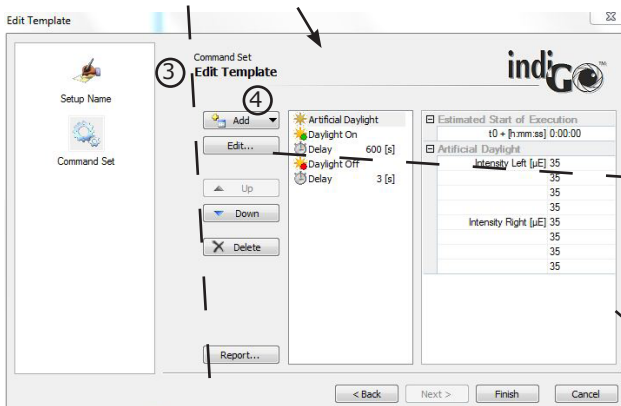 Edit Template
Setup Name
Command Set
3
Command Set
Edit Template
indiGO™
4
Add
Edit...
Up
Down
Delete
Report...
Artificial Daylight
Daylight On
Delay 600 [s]
Daylight Off
Delay 3 [s]
Estimated Start of Execution
t0 + [h:mm:ss] 0:00:00
Artificial Daylight
Intensity Left [µE] 35
35
35
35
Intensity Right [µE] 35
35
35
35
< Back
Next >
Finish
Cancel